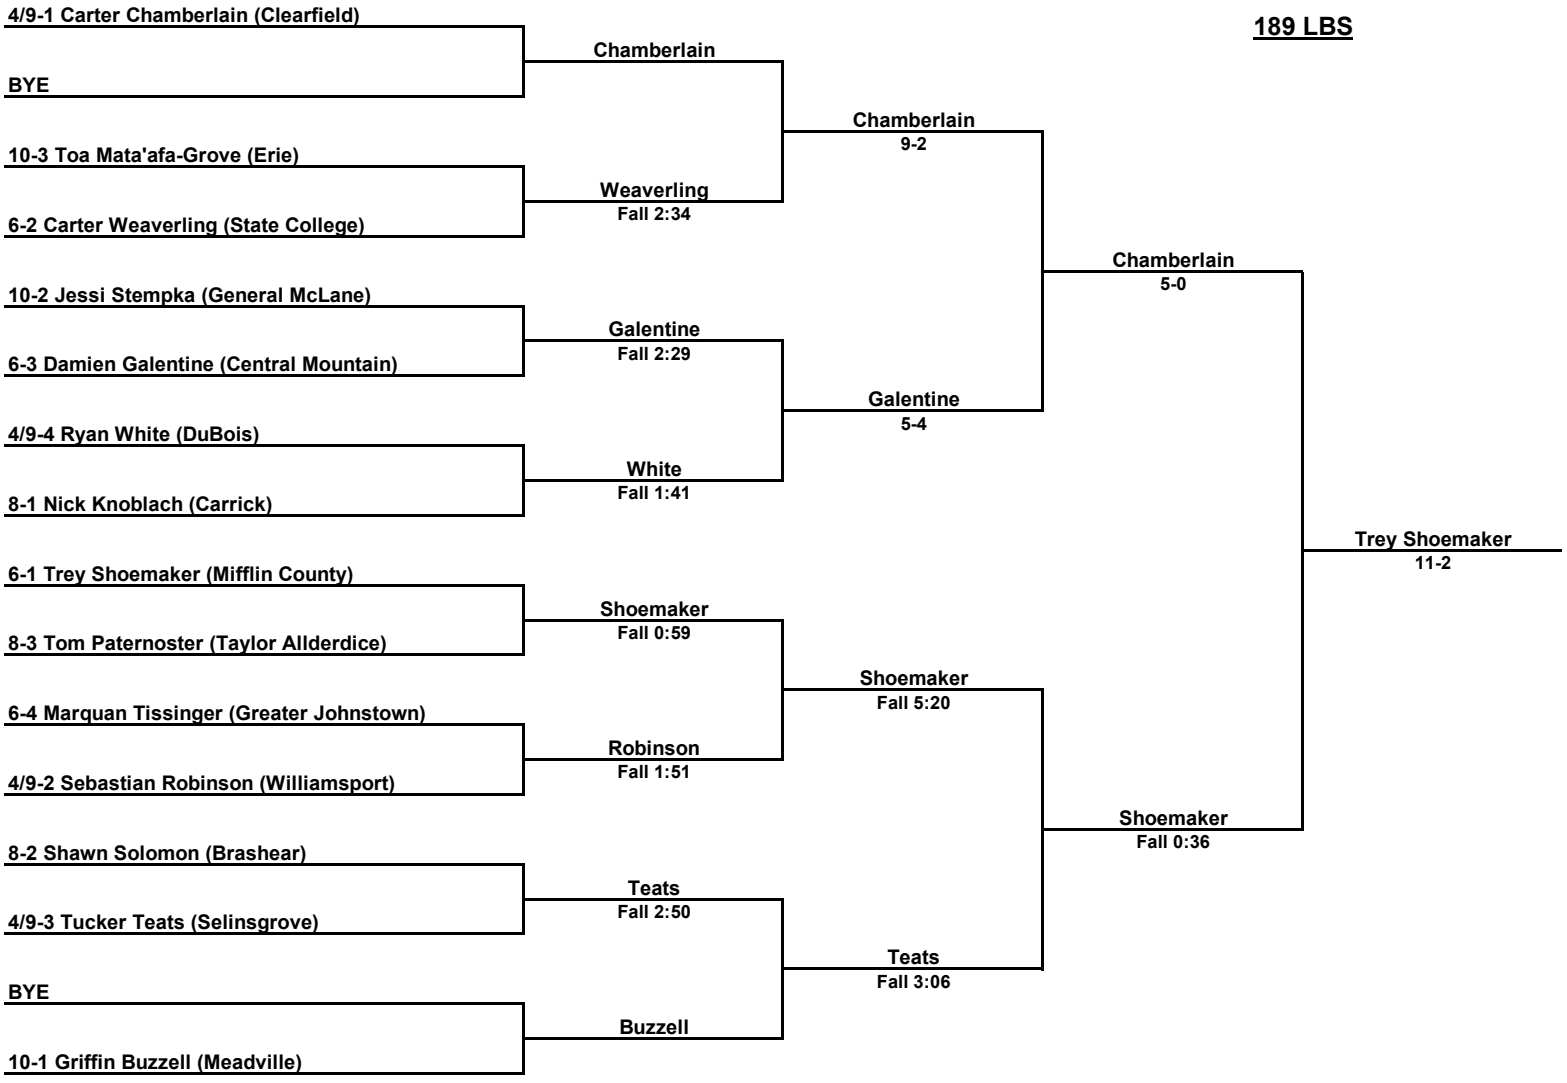 4/9-1 Carter Chamberlain (Clearfield)
189 LBS
Chamberlain
BYE
Chamberlain
9-2
10-3 Toa Mata'afa-Grove (Erie)
Weaverling
Fall 2:34
6-2 Carter Weaverling (State College)
Chamberlain
5-0
10-2 Jessi Stempka (General McLane)
Galentine
Fall 2:29
6-3 Damien Galentine (Central Mountain)
Galentine
5-4
4/9-4 Ryan White (DuBois)
White
Fall 1:41
8-1 Nick Knoblach (Carrick)
Trey Shoemaker
11-2
6-1 Trey Shoemaker (Mifflin County)
Shoemaker
Fall 0:59
8-3 Tom Paternoster (Taylor Allderdice)
Shoemaker
Fall 5:20
6-4 Marquan Tissinger (Greater Johnstown)
Robinson
Fall 1:51
4/9-2 Sebastian Robinson (Williamsport)
Shoemaker
Fall 0:36
8-2 Shawn Solomon (Brashear)
Teats
Fall 2:50
4/9-3 Tucker Teats (Selinsgrove)
Teats
Fall 3:06
BYE
Buzzell
10-1 Griffin Buzzell (Meadville)